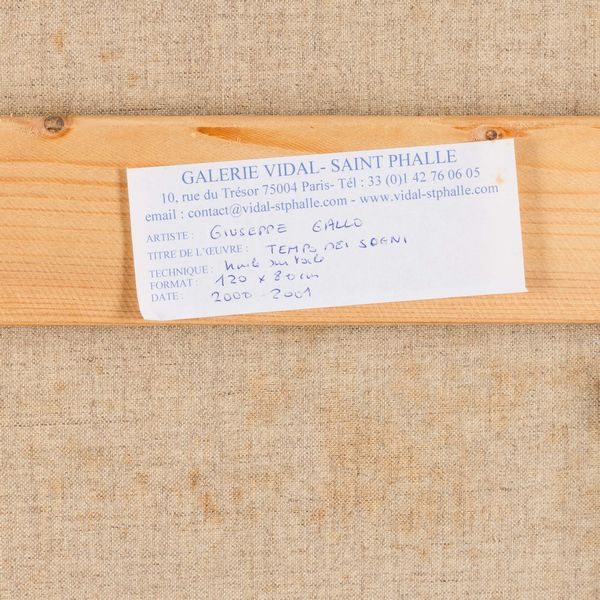 GALERIE VIDAL- SAINT PHALLE
10, rue du Trésor 75004 Paris- Tél : 33 (0)1 42 76 06 05
email : contact@vidal-stphalle.com - www.vidal-stphalle.com
ARTISTE : GIUSEPPE GALLO
TITRE DE L'ŒUVRE : TEMPO DEI SOGNI
TECHNIQUE : huile sur toile
FORMAT : 120 x 80 cm
DATE : 2000-2001